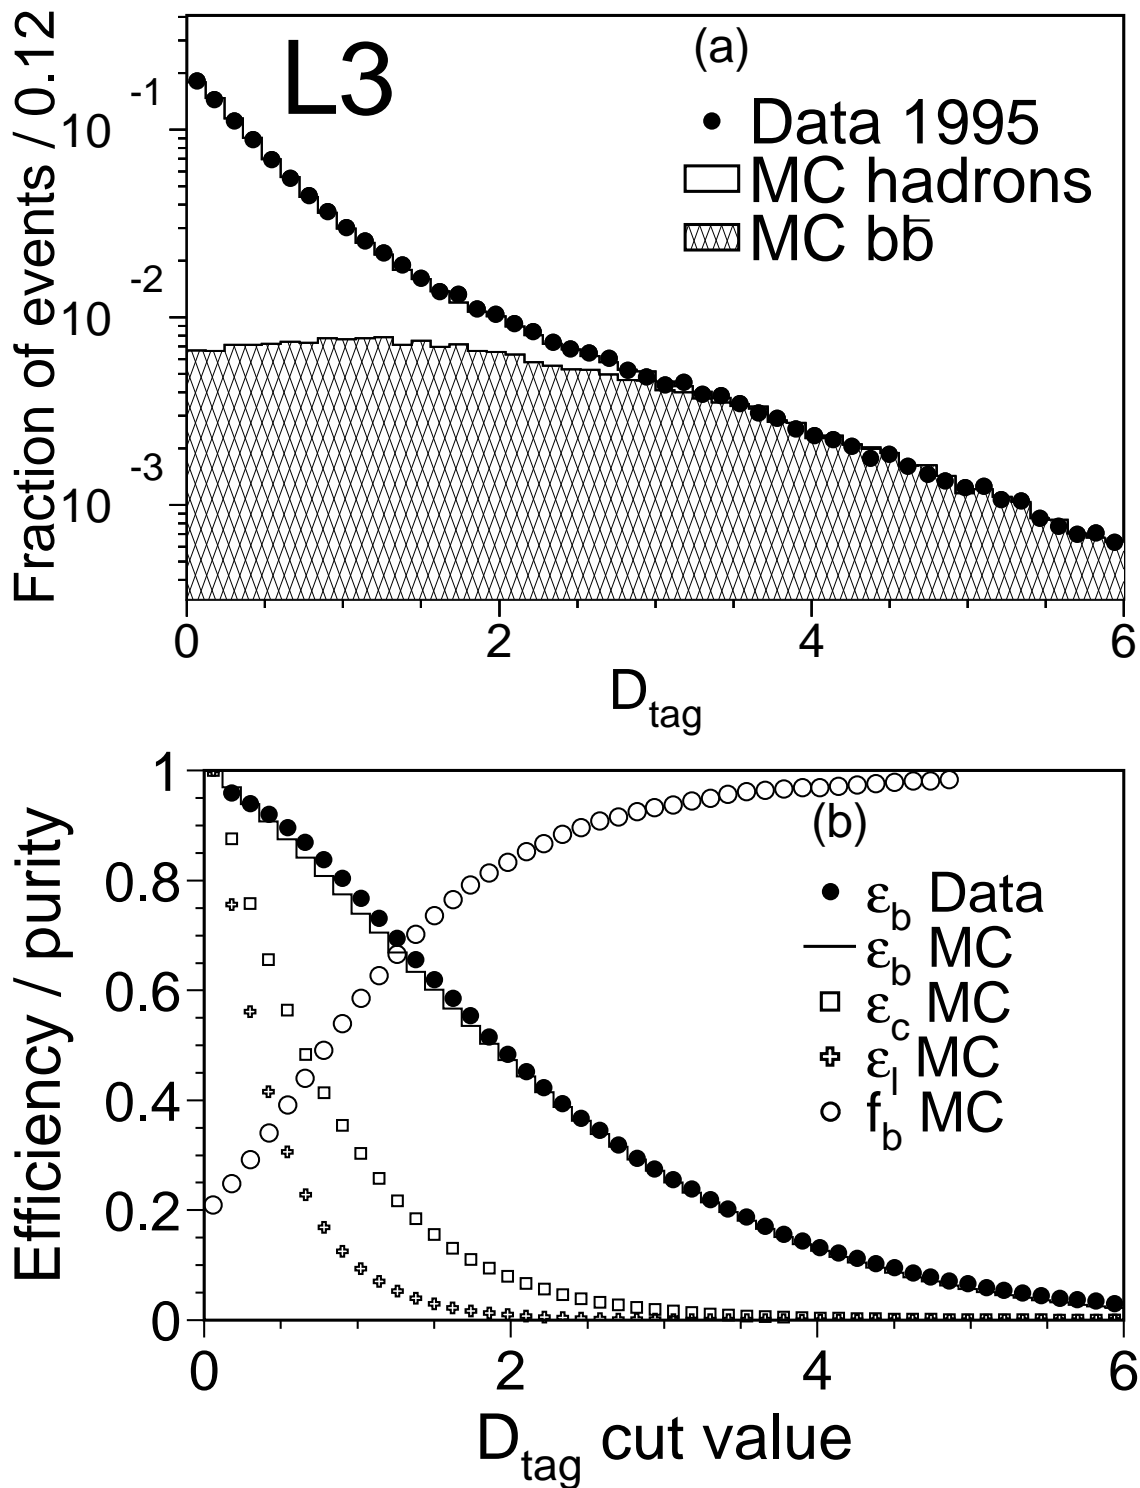 L3
(a)
Fraction of events / 0.12
10
-1
10
-2
10
-3
Data 1995
MC hadrons
MC bb̄
0 2 4 6
D_tag
Efficiency / purity
1
0.8
0.6
0.4
0.2
0
(b)
ε_b Data
ε_b MC
ε_c MC
ε_l MC
f_b MC
0 2 4 6
D_tag cut value